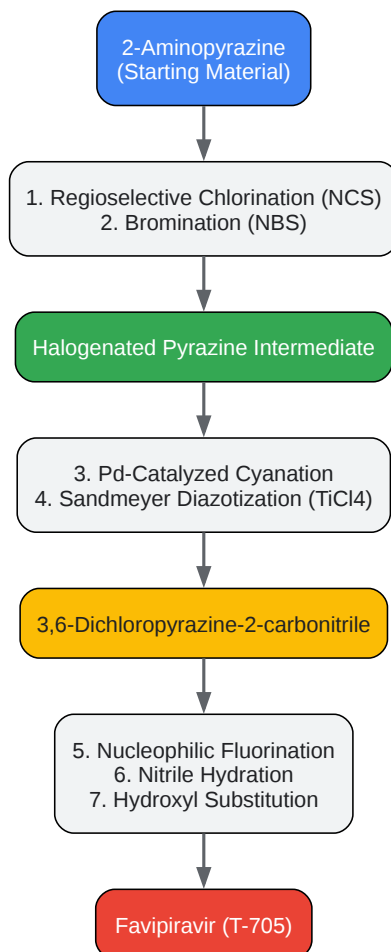 2-Aminopyrazine
(Starting Material)
1. Regioselective Chlorination (NCS)
2. Bromination (NBS)
Halogenated Pyrazine Intermediate
3. Pd-Catalyzed Cyanation
4. Sandmeyer Diazotization (TiCl4)
3,6-Dichloropyrazine-2-carbonitrile
5. Nucleophilic Fluorination
6. Nitrile Hydration
7. Hydroxyl Substitution
Favipiravir (T-705)